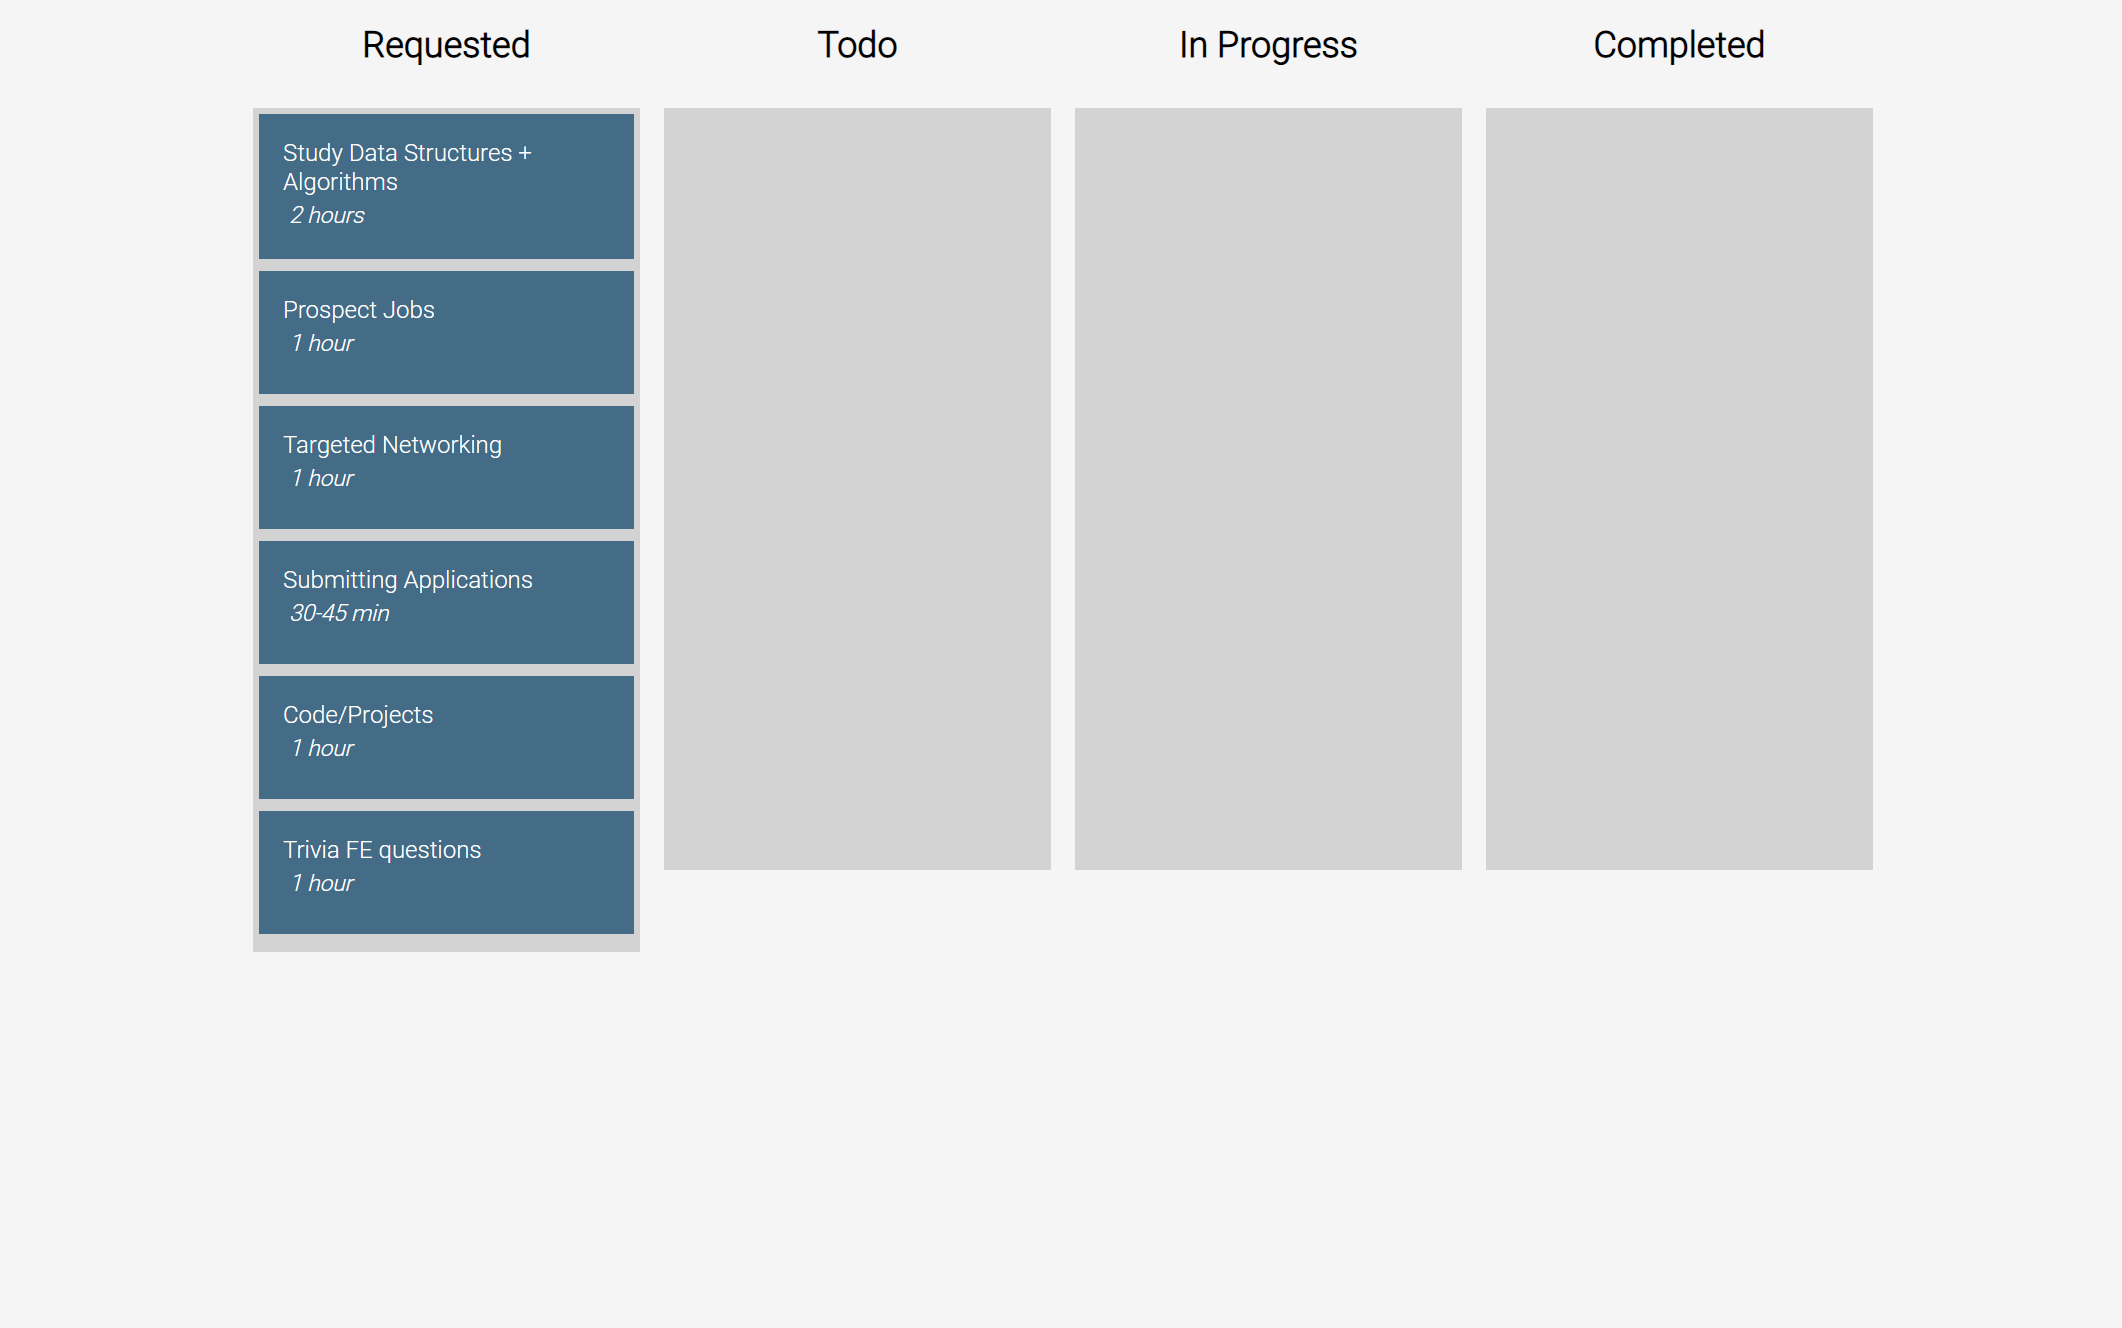 Requested
Todo
In Progress
Completed
Study Data Structures +
Algorithms
2 hours
Prospect Jobs
1 hour
Targeted Networking
1 hour
Submitting Applications
30-45 min
Code/Projects
1 hour
Trivia FE questions
1 hour